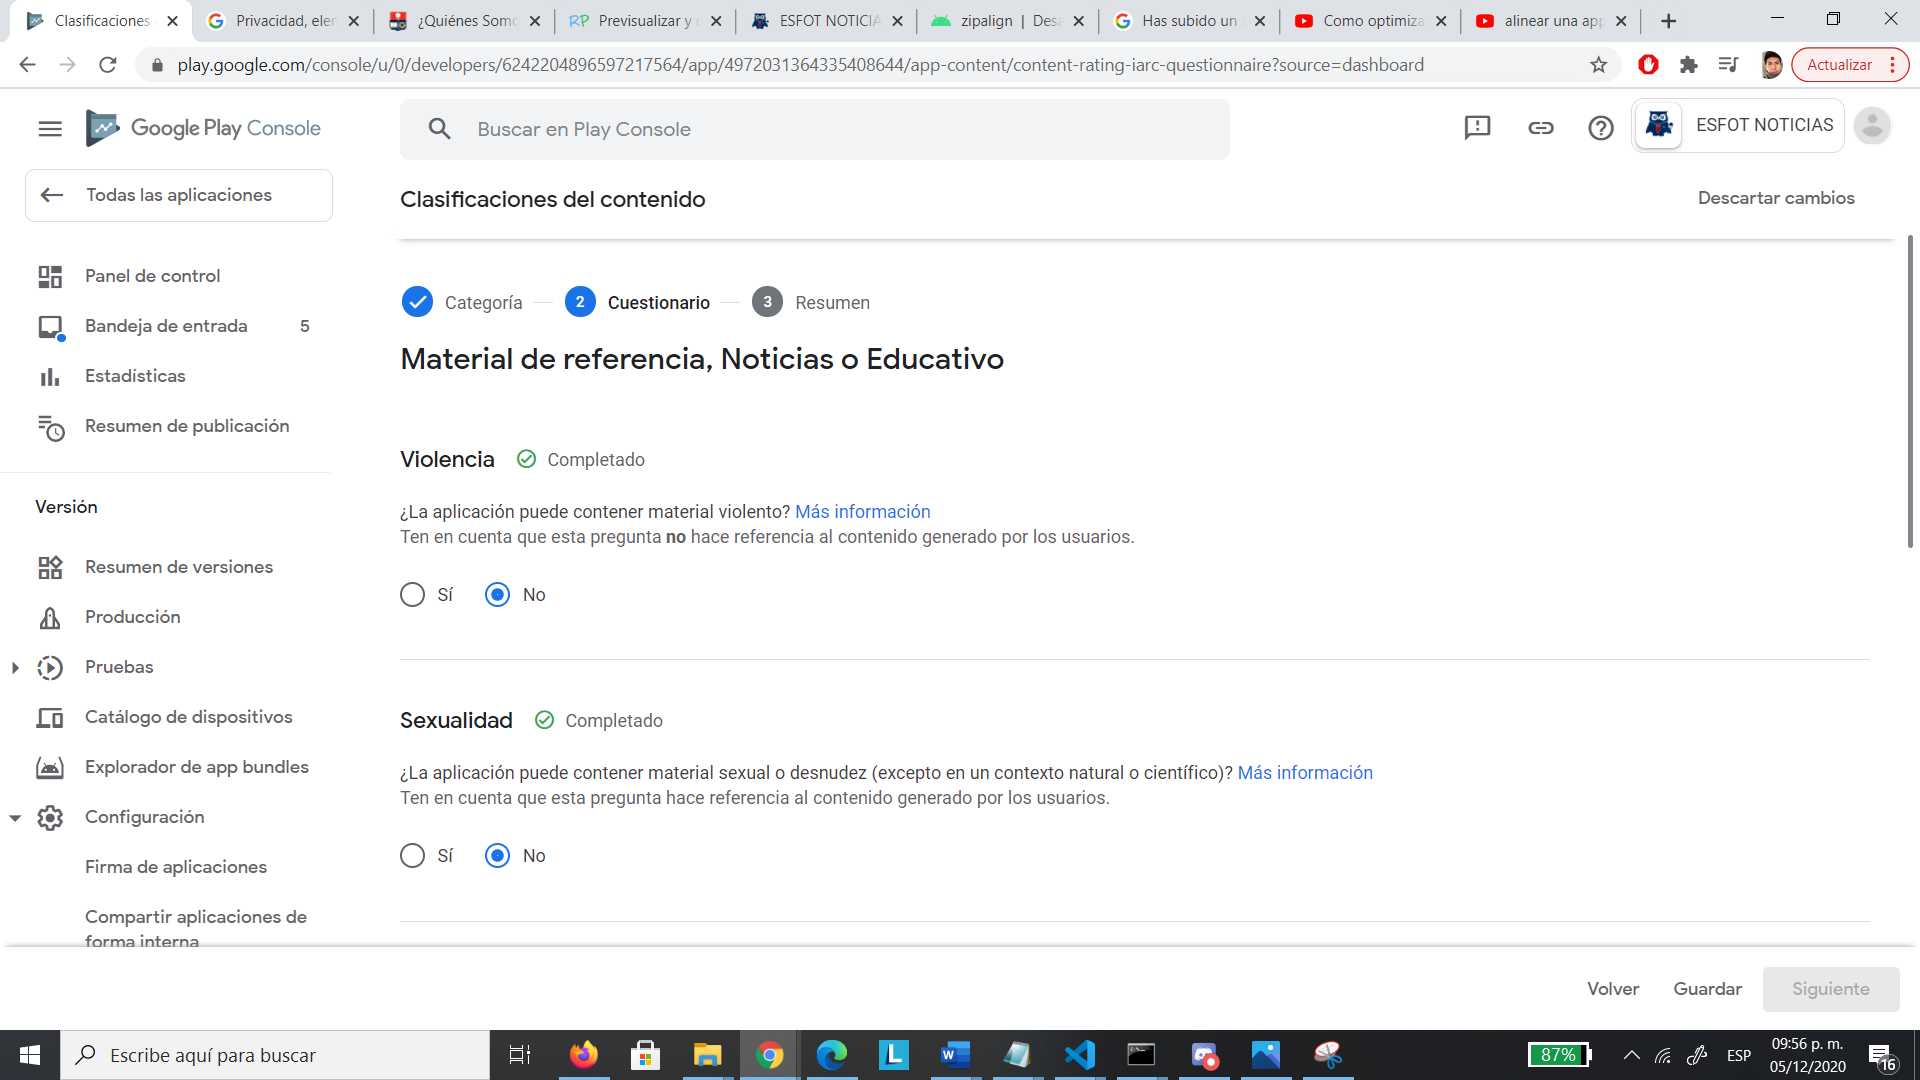 Clasificaciones
Privacidad, elen
¿Quiénes Somo
Previsualizar y
ESFOT NOTICIA
zipalign | Desa
Has subido un
Como optimiza
alinear una app
play.google.com/console/u/0/developers/6242204896597217564/app/4972031364335408644/app-content/content-rating-iarc-questionnaire?source=dashboard
Actualizar
Google Play Console
Buscar en Play Console
ESFOT NOTICIAS
Todas las aplicaciones
Clasificaciones del contenido
Descartar cambios
Panel de control
Bandeja de entrada 5
Estadísticas
Resumen de publicación
Versión
Resumen de versiones
Producción
Pruebas
Catálogo de dispositivos
Explorador de app bundles
Configuración
Firma de aplicaciones
Compartir aplicaciones de
forma interna
Categoría 2 Cuestionario 3 Resumen
Material de referencia, Noticias o Educativo
Violencia Completado
¿La aplicación puede contener material violento? Más información
Ten en cuenta que esta pregunta no hace referencia al contenido generado por los usuarios.
Sí No
Sexualidad Completado
¿La aplicación puede contener material sexual o desnudez (excepto en un contexto natural o científico)? Más información
Ten en cuenta que esta pregunta hace referencia al contenido generado por los usuarios.
Sí No
Volver Guardar Siguiente
Escribe aquí para buscar
87%
ESP
09:56 p. m.
05/12/2020
16